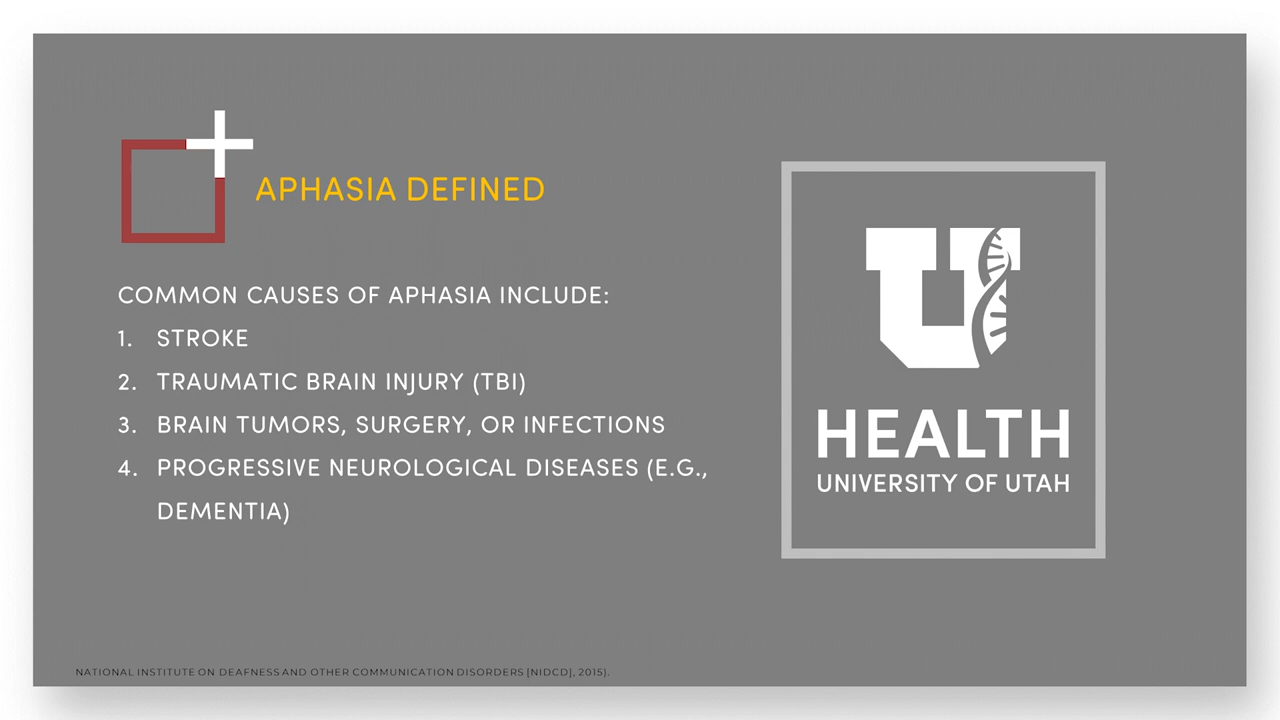 APHASIA DEFINED
COMMON CAUSES OF APHASIA INCLUDE:
1. STROKE
2. TRAUMATIC BRAIN INJURY (TBI)
3. BRAIN TUMORS, SURGERY, OR INFECTIONS
4. PROGRESSIVE NEUROLOGICAL DISEASES (E.G.,
DEMENTIA)
U
HEALTH
UNIVERSITY OF UTAH
NATIONAL INSTITUTE ON DEAFNESS AND OTHER COMMUNICATION DISORDERS [NIDCD], 2015).